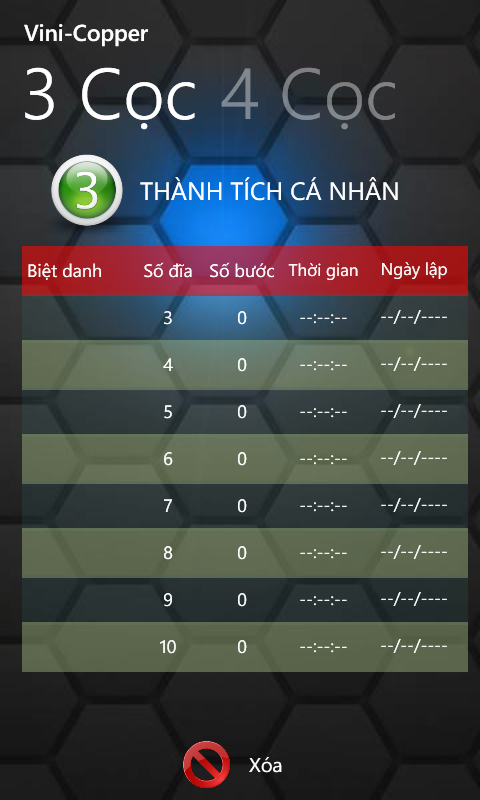 Vini-Copper
3 Cọc 4 Cọc
3 THÀNH TÍCH CÁ NHÂN
Biệt danh Số đĩa Số bước Thời gian Ngày lập
3 0 --:--:-- --/--/----
4 0 --:--:-- --/--/----
5 0 --:--:-- --/--/----
6 0 --:--:-- --/--/----
7 0 --:--:-- --/--/----
8 0 --:--:-- --/--/----
9 0 --:--:-- --/--/----
10 0 --:--:-- --/--/----
Xóa